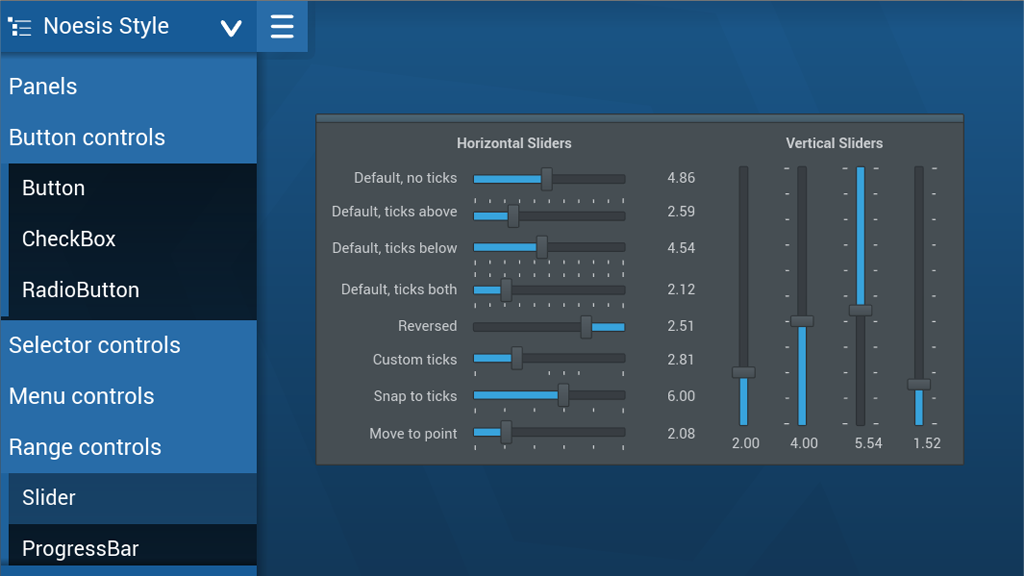 Noesis Style
Panels
Button controls
Button
CheckBox
RadioButton
Selector controls
Menu controls
Range controls
Slider
ProgressBar
Horizontal Sliders
Default, no ticks 4.86
Default, ticks above 2.59
Default, ticks below 4.54
Default, ticks both 2.12
Reversed 2.51
Custom ticks 2.81
Snap to ticks 6.00
Move to point 2.08
Vertical Sliders
2.00 4.00 5.54 1.52